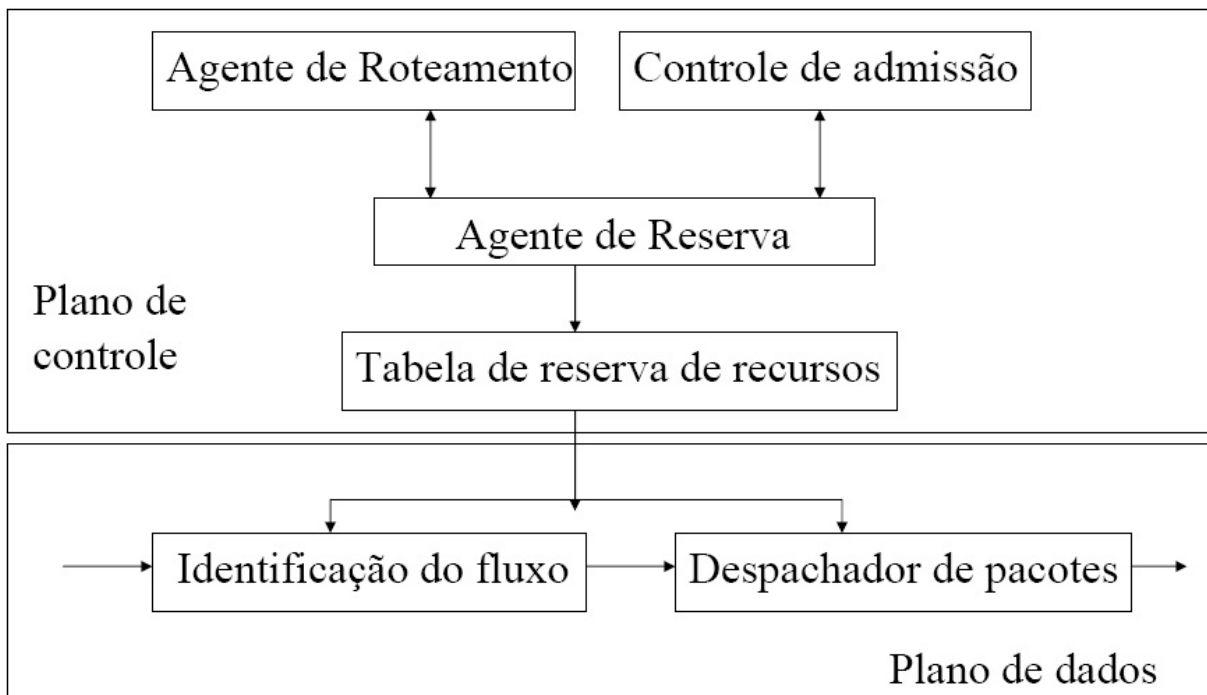 Agente de Roteamento
Controle de admissão
Agente de Reserva
Plano de
controle
Tabela de reserva de recursos
Identificação do fluxo
Despachador de pacotes
Plano de dados